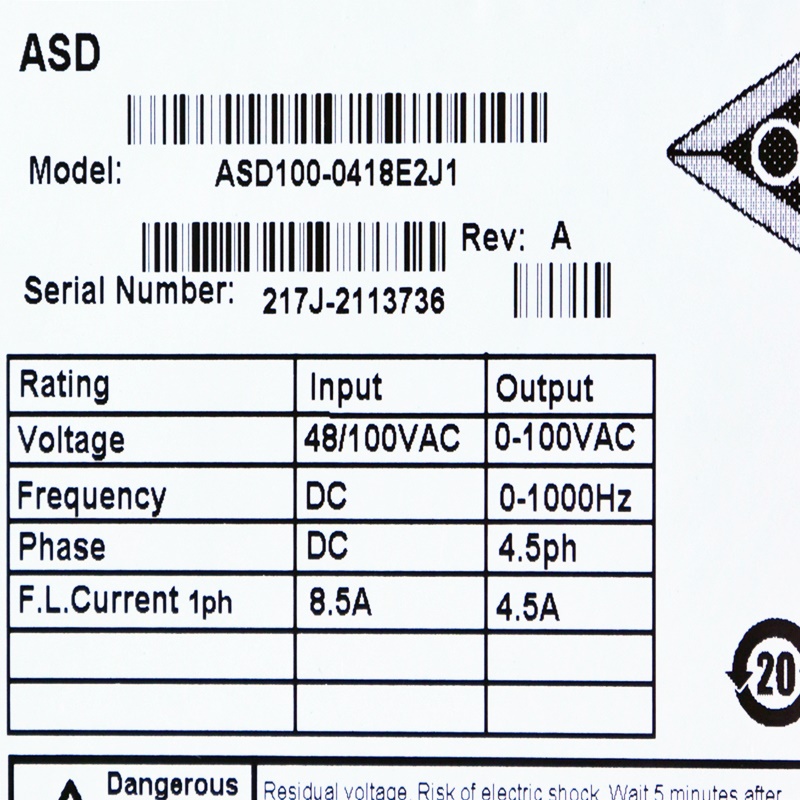 ASD
Model: ASD100-0418E2J1
Rev: A
Serial Number: 217J-2113736
Rating Input Output
Voltage 48/100VAC 0-100VAC
Frequency DC 0-1000Hz
Phase DC 4.5ph
F.L.Current 1ph 8.5A 4.5A
20
Dangerous
Residual voltage. Risk of electric shock. Wait 5 minutes after